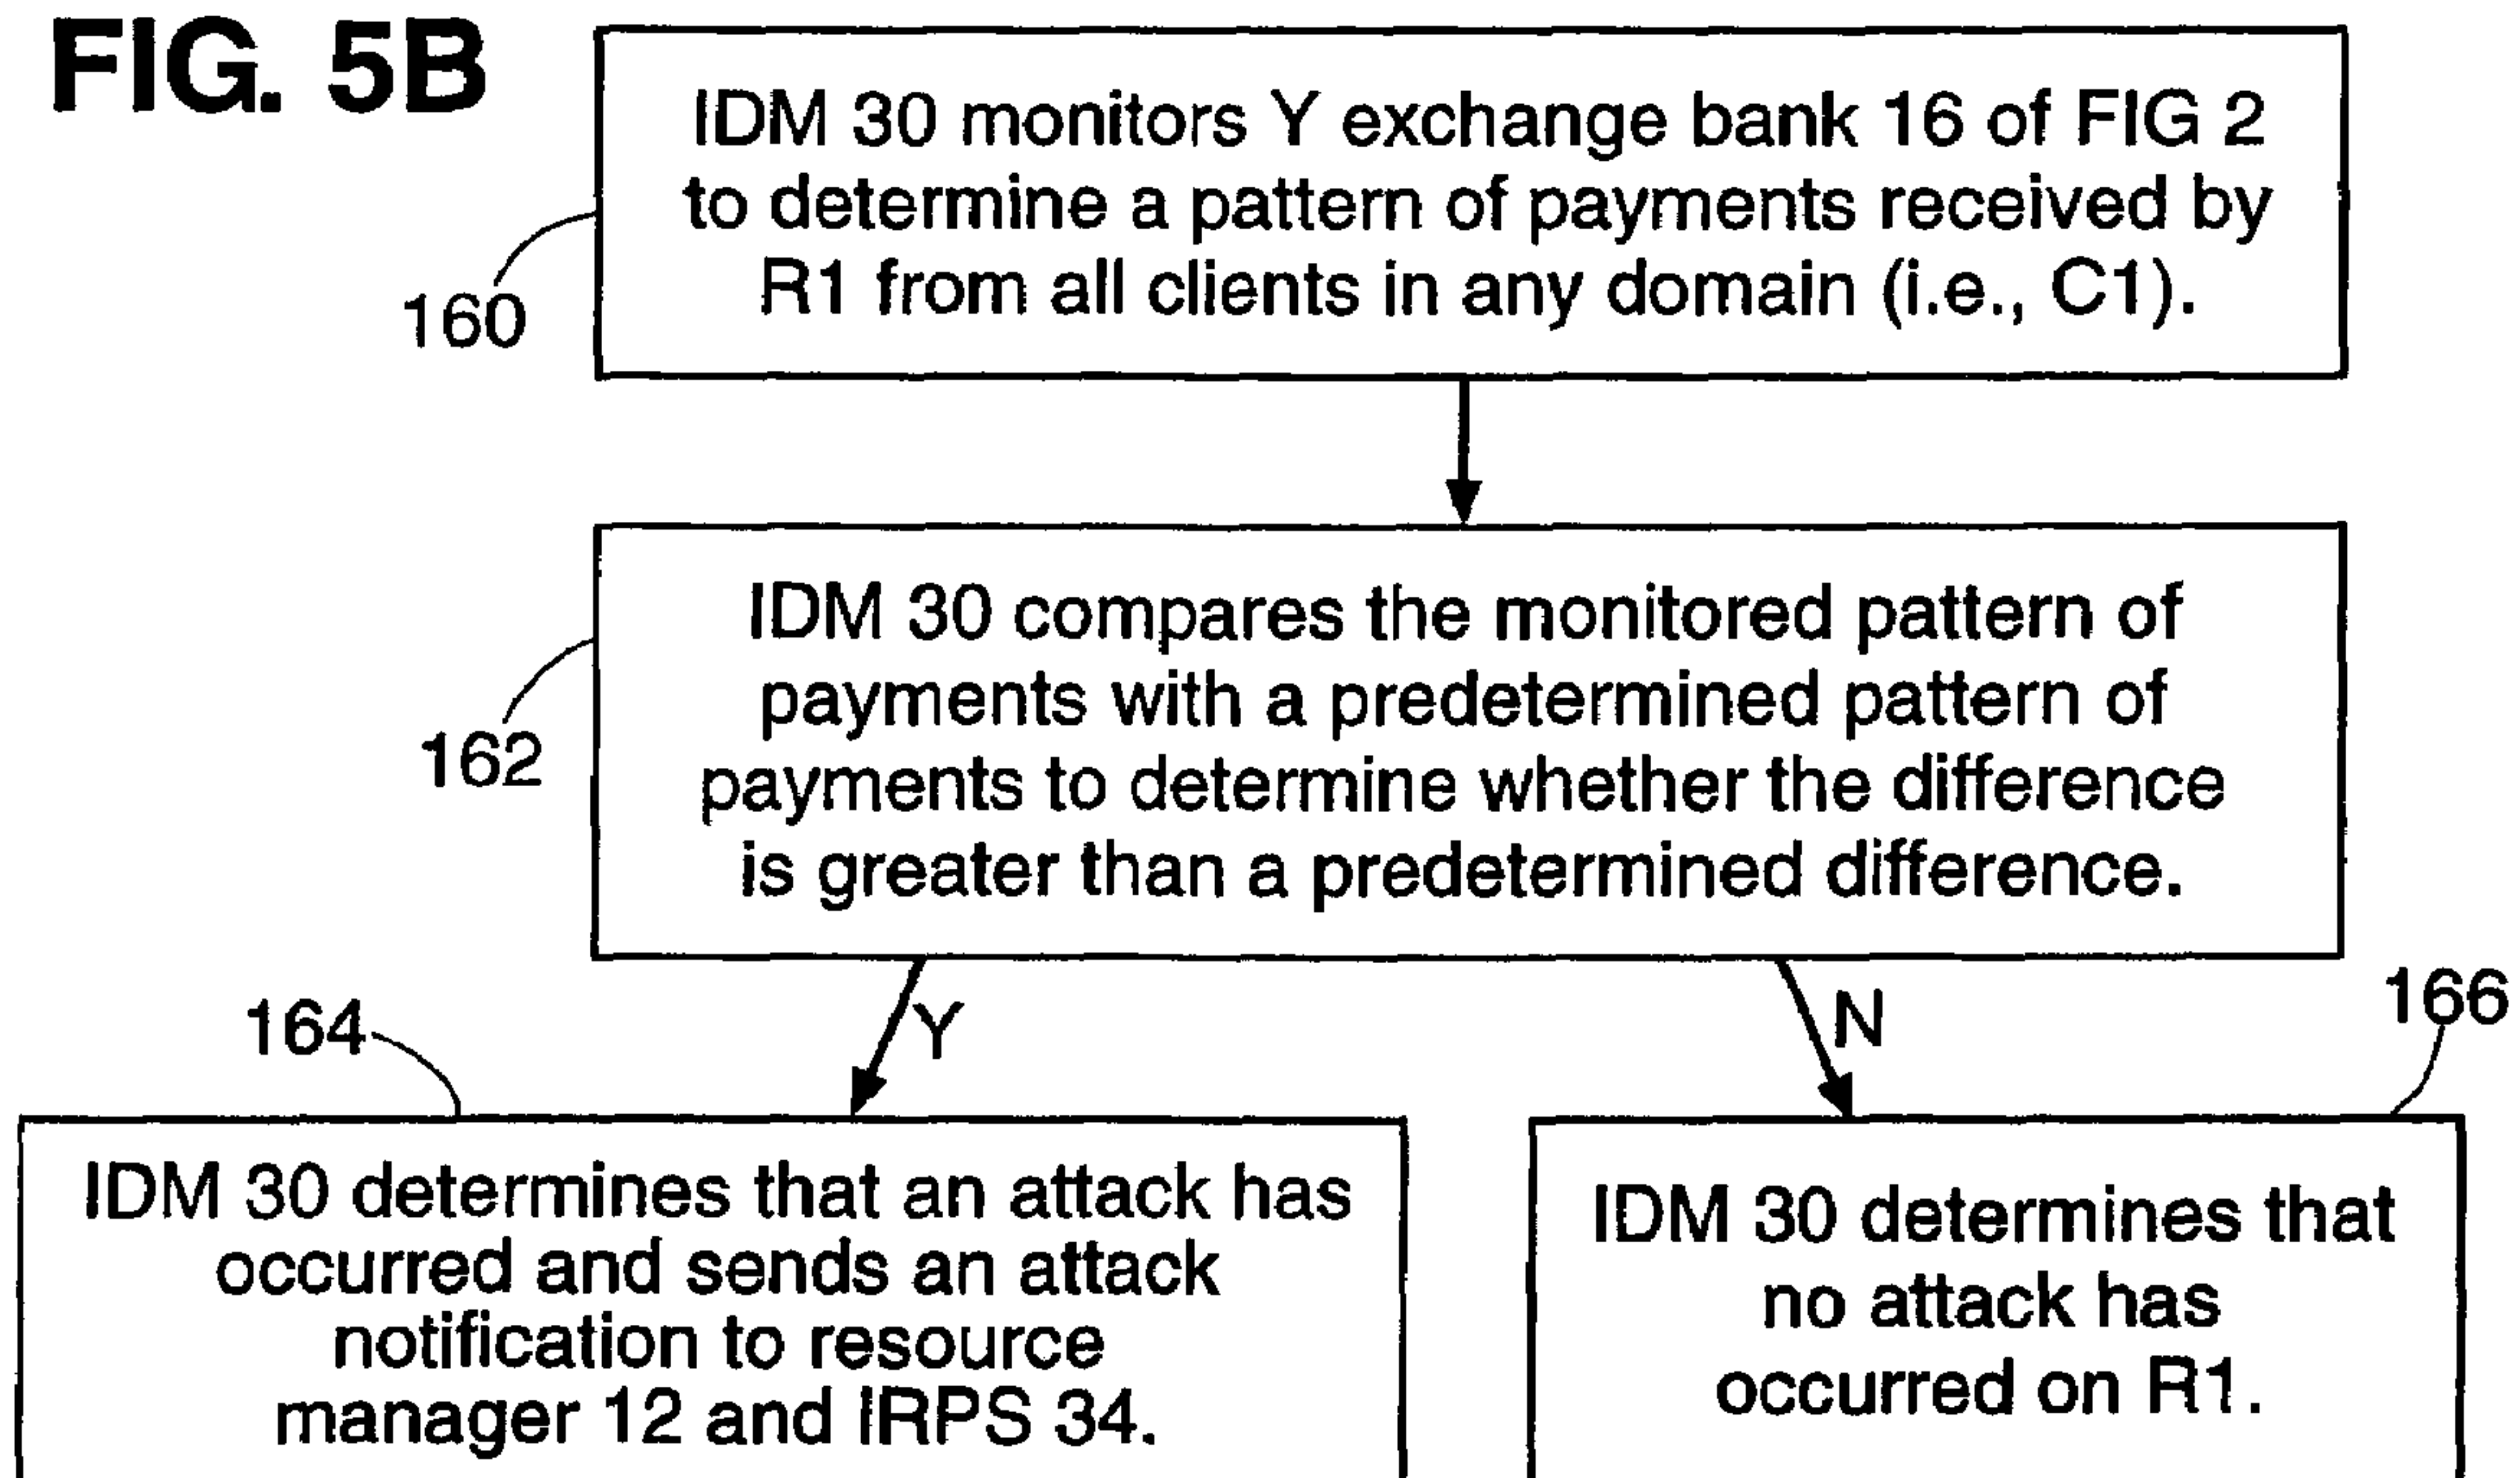 FIG. 5B
IDM 30 monitors Y exchange bank 16 of FIG 2
to determine a pattern of payments received by
R1 from all clients in any domain (i.e., C1).
160
IDM 30 compares the monitored pattern of
payments with a predetermined pattern of
payments to determine whether the difference
is greater than a predetermined difference.
162
Y
N
164
166
IDM 30 determines that an attack has
occurred and sends an attack
notification to resource
manager 12 and IRPS 34.
IDM 30 determines that
no attack has
occurred on R1.